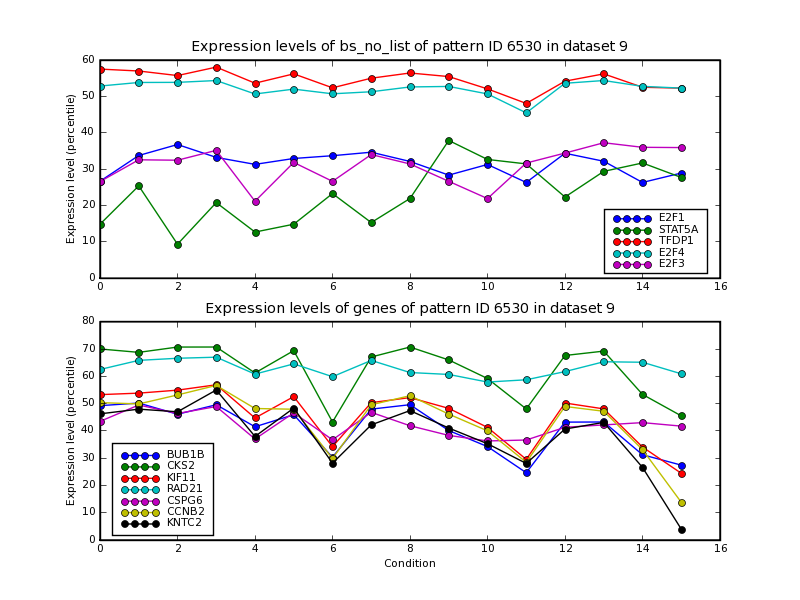 Expression levels of bs_no_list of pattern ID 6530 in dataset 9
Expression level (percentile)
60
50
40
30
20
10
0
0 2 4 6 8 10 12 14 16
E2F1
STAT5A
TFDP1
E2F4
E2F3
Expression levels of genes of pattern ID 6530 in dataset 9
Expression level (percentile)
80
70
60
50
40
30
20
10
0
BUB1B
CKS2
KIF11
RAD21
CSPG6
CCNB2
KNTC2
0 2 4 6 8 10 12 14 16
Condition